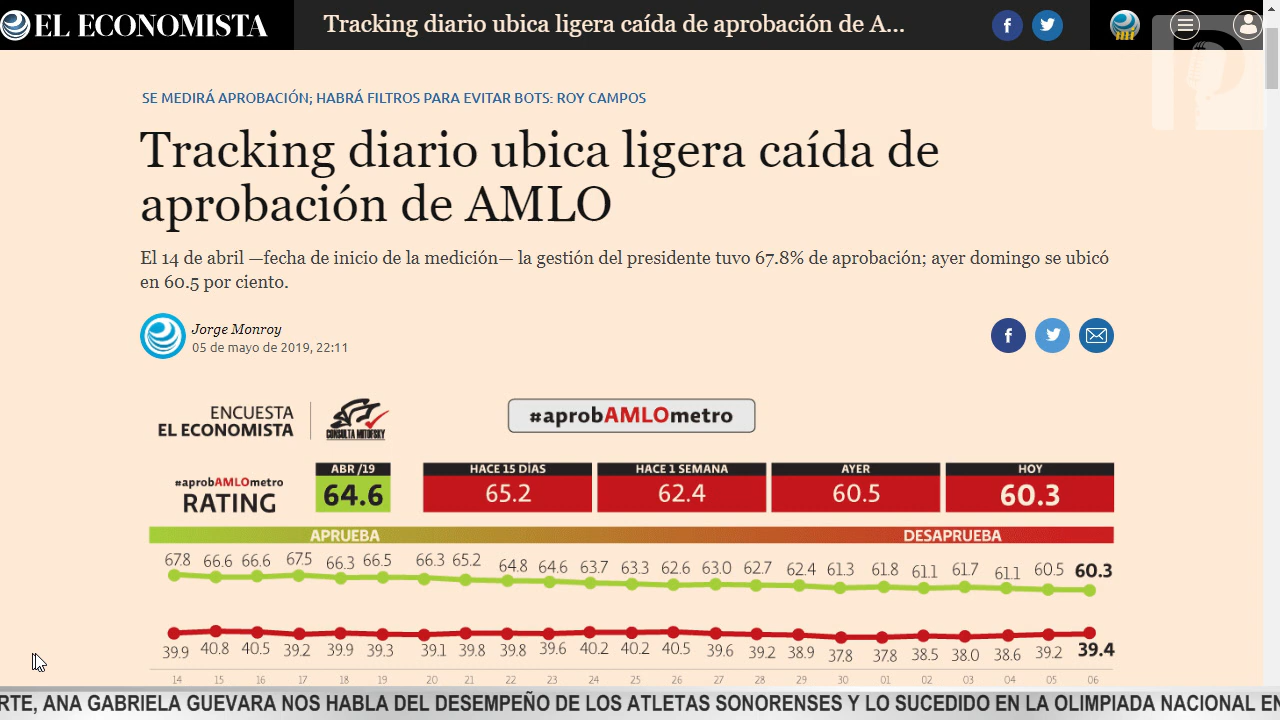 EL ECONOMISTA
Tracking diario ubica ligera caída de aprobación de A...
SE MEDIRÁ APROBACIÓN; HABRÁ FILTROS PARA EVITAR BOTS: ROY CAMPOS
Tracking diario ubica ligera caída de
aprobación de AMLO
El 14 de abril —fecha de inicio de la medición— la gestión del presidente tuvo 67.8% de aprobación; ayer domingo se ubicó
en 60.5 por ciento.
Jorge Monroy
05 de mayo de 2019, 22:11
ENCUESTA
EL ECONOMISTA
CONSULTA MITOFSKY
#aprobAMLOmetro
ABR /19 HACE 15 DÍAS HACE 1 SEMANA AYER HOY
#aprobAMLOmetro
RATING
64.6 65.2 62.4 60.5 60.3
APRUEBA DESAPRUEBA
67.8 66.6 66.6 67.5 66.3 66.5 66.3 65.2 64.8 64.6 63.7 63.3 62.6 63.0 62.7 62.4 61.3 61.8 61.1 61.7 61.1 60.5 60.3
39.9 40.8 40.5 39.2 39.9 39.3 39.1 39.8 39.8 39.6 40.2 40.2 40.5 39.6 39.2 38.9 37.8 37.8 38.5 38.0 38.6 39.2 39.4
14 15 16 17 18 19 20 21 22 23 24 25 26 27 28 29 30 01 02 03 04 05 06
RTE, ANA GABRIELA GUEVARA NOS HABLA DEL DESEMPEÑO DE LOS ATLETAS SONORENSES Y LO SUCEDIDO EN LA OLIMPIADA NACIONAL EN